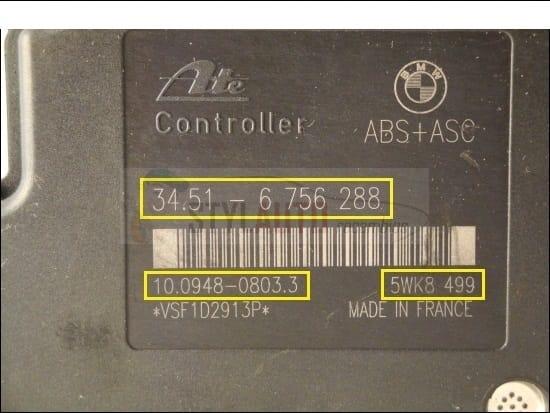 Ate
BMW
Controller
ABS+ASC
34.51 - 6 756 288
STYLAUTO
10.0948-0803.3
5WK8 499
*VSF1D2913P*
MADE IN FRANCE